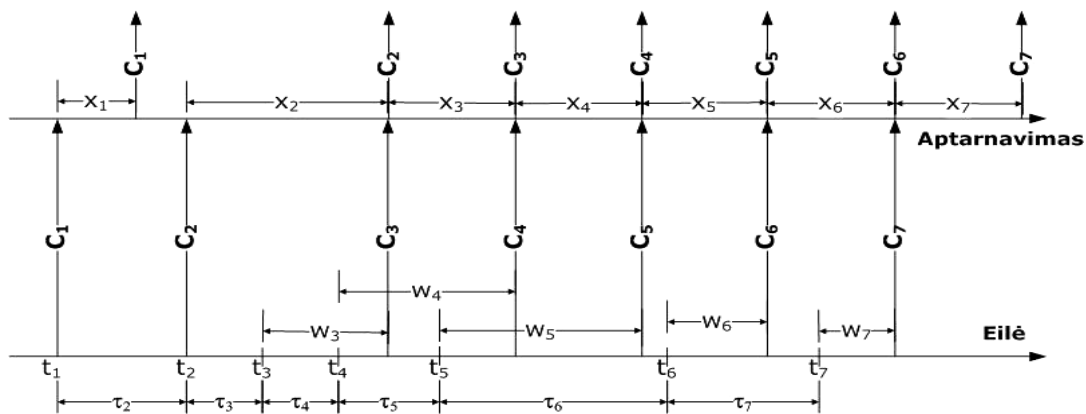 C₁ C₂ C₃ C₄ C₅ C₆ C₇
x₁ x₂ x₃ x₄ x₅ x₆ x₇
Aptarnavimas
C₁ C₂ C₃ C₄ C₅ C₆ C₇
w₄
w₃ w₅ w₆ w₇
Eilė
t₁ t₂ t₃ t₄ t₅ t₆ t₇
τ₂ τ₃ τ₄ τ₅ τ₆ τ₇